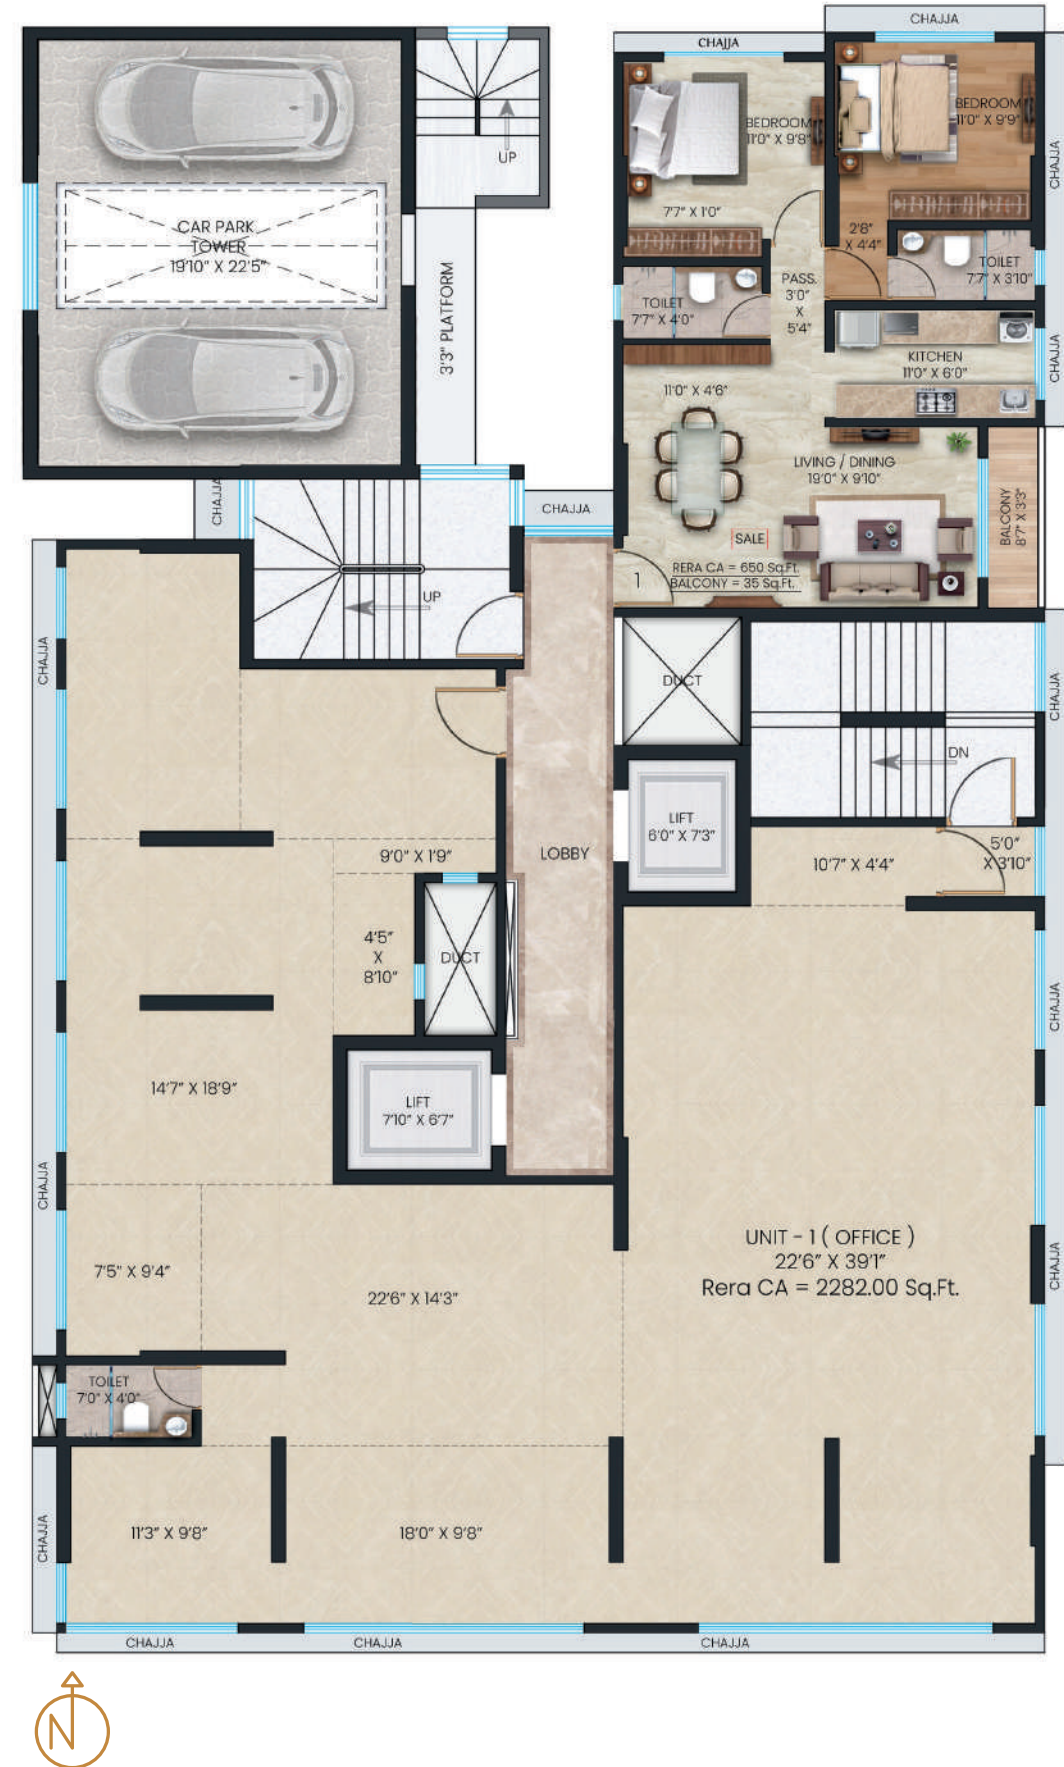 CHAJJA
CHAJJA
BEDROOM
11'0" X 9'9"
BEDROOM
11'0" X 9'8"
CHAJJA
UP
7'7" X 1'0"
2'8"
X 4'4"
CAR PARK
TOWER
19'10" X 22'5"
TOILET
7'7" X 3'10"
PASS.
3'0"
X
5'4"
TOILET
7'7" X 4'0"
3'3" PLATFORM
KITCHEN
11'0" X 6'0"
CHAJJA
11'0" X 4'6"
LIVING / DINING
19'0" X 9'10"
BALCONY
8'7" X 3'3"
CHAJJA
CHAJJA
SALE
RERA CA = 650 Sq.Ft.
BALCONY = 35 Sq.Ft.
1
UP
CHAJJA
DUCT
CHAJJA
DN
LIFT
6'0" X 7'3"
LOBBY
9'0" X 1'9"
10'7" X 4'4"
5'0"
X 3'10"
4'5"
X
8'10"
DUCT
CHAJJA
14'7" X 18'9"
LIFT
7'10" X 6'7"
CHAJJA
UNIT - 1 ( OFFICE )
22'6" X 39'1"
Rera CA = 2282.00 Sq.Ft.
CHAJJA
7'5" X 9'4"
22'6" X 14'3"
TOILET
7'0" X 4'0"
CHAJJA
11'3" X 9'8"
18'0" X 9'8"
CHAJJA
CHAJJA
CHAJJA
N